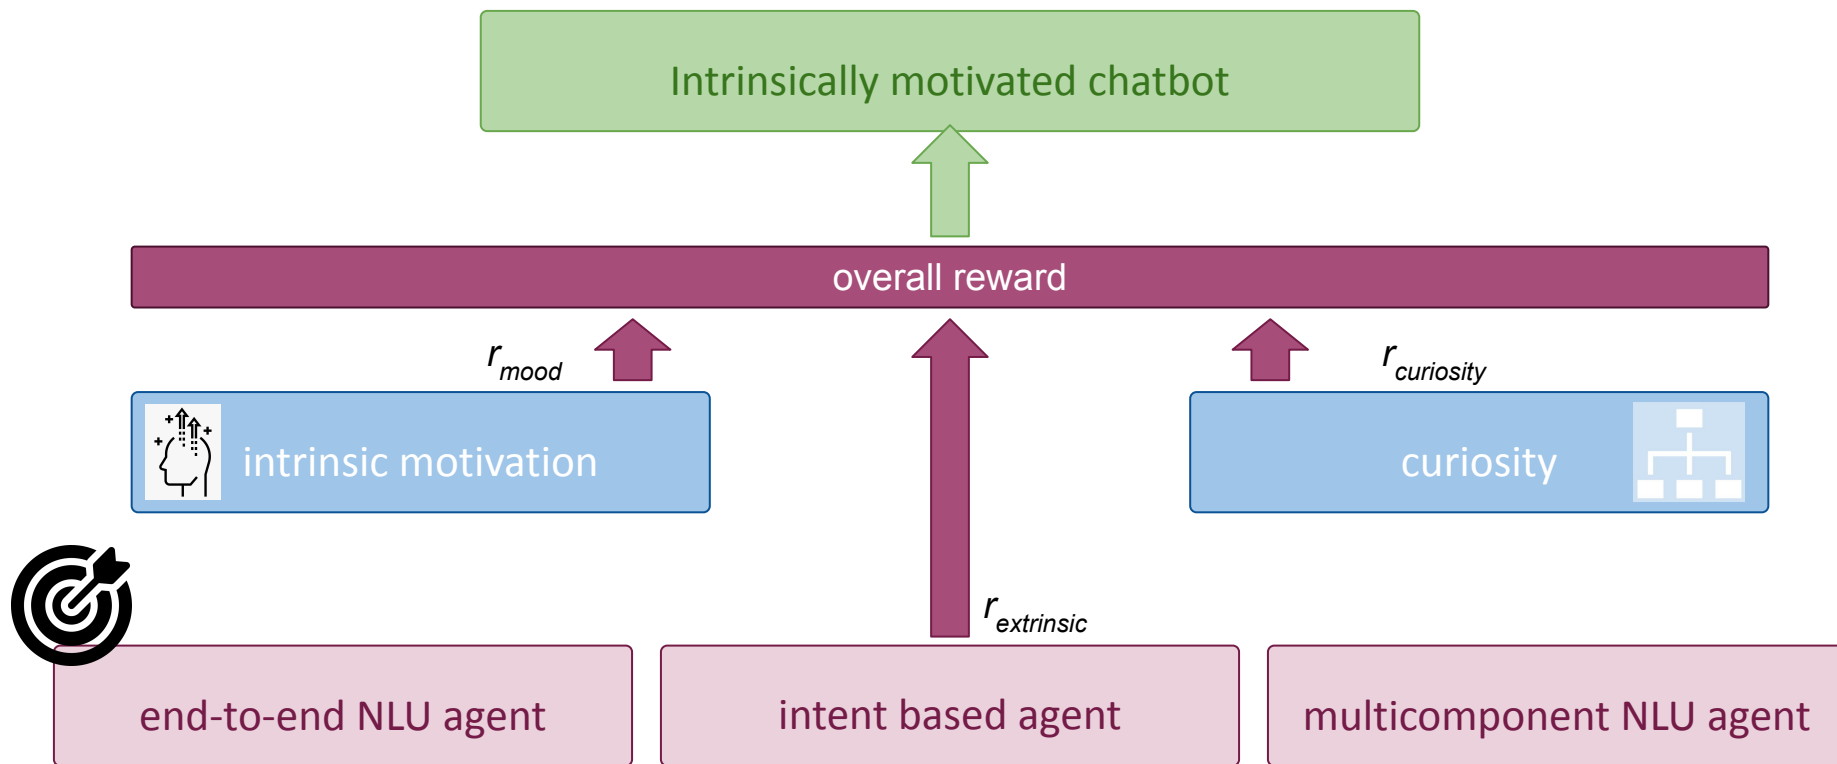 Intrinsically motivated chatbot
overall reward
r mood
r curiosity
intrinsic motivation
curiosity
r extrinsic
end-to-end NLU agent
intent based agent
multicomponent NLU agent